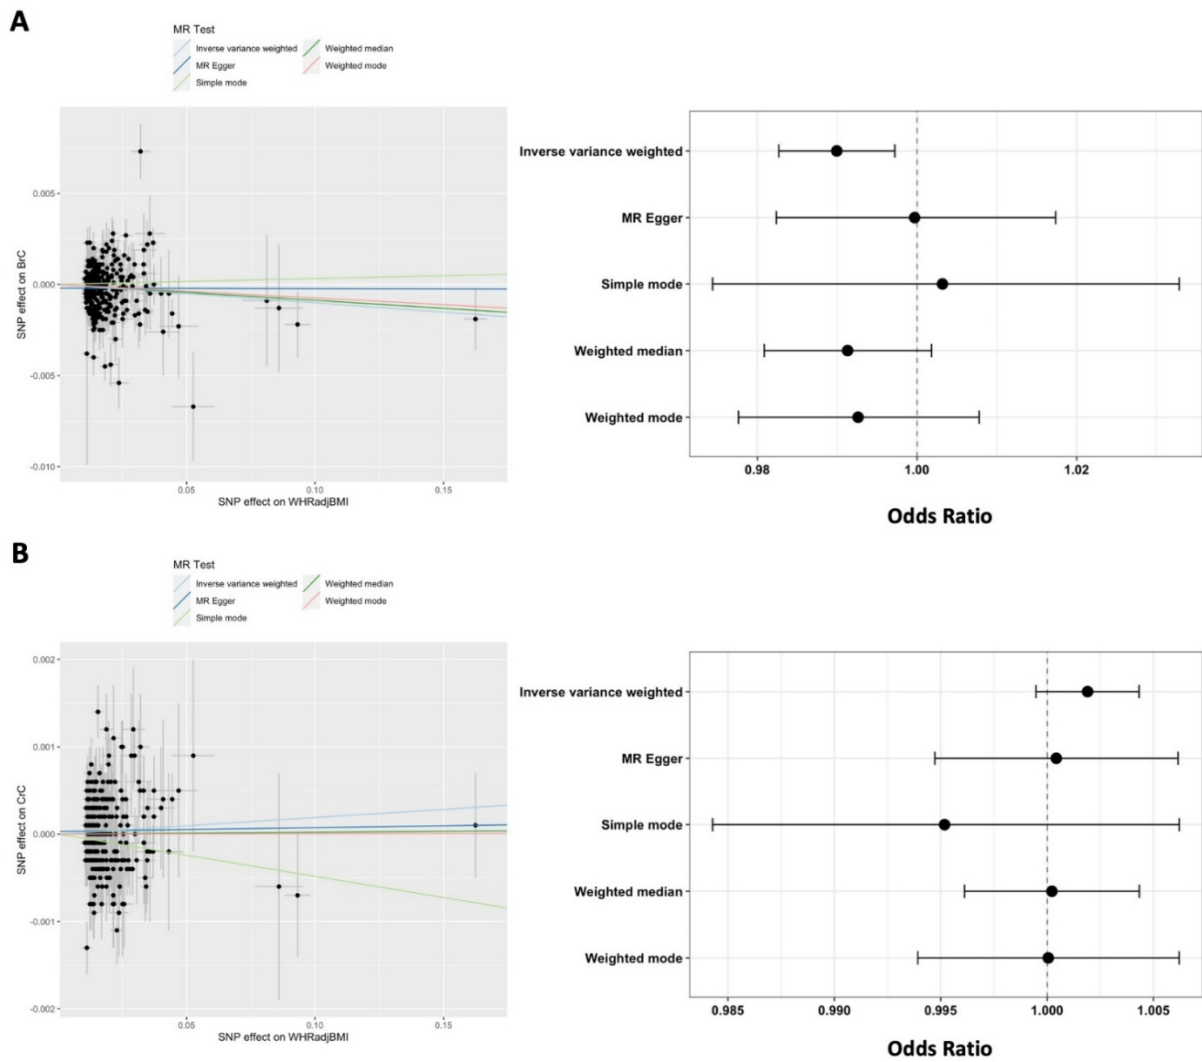 A
MR Test
Inverse variance weighted
Weighted median
MR Egger
Weighted mode
Simple mode
SNP effect on BrC
0.005
0.000
-0.005
-0.010
0.05
0.10
0.15
SNP effect on WHRadjBMI
Inverse variance weighted
MR Egger
Simple mode
Weighted median
Weighted mode
0.98
1.00
1.02
Odds Ratio
B
MR Test
Inverse variance weighted
Weighted median
MR Egger
Weighted mode
Simple mode
SNP effect on CrC
0.002
0.001
0.000
-0.001
-0.002
0.05
0.10
0.15
SNP effect on WHRadjBMI
Inverse variance weighted
MR Egger
Simple mode
Weighted median
Weighted mode
0.985
0.990
0.995
1.000
1.005
Odds Ratio